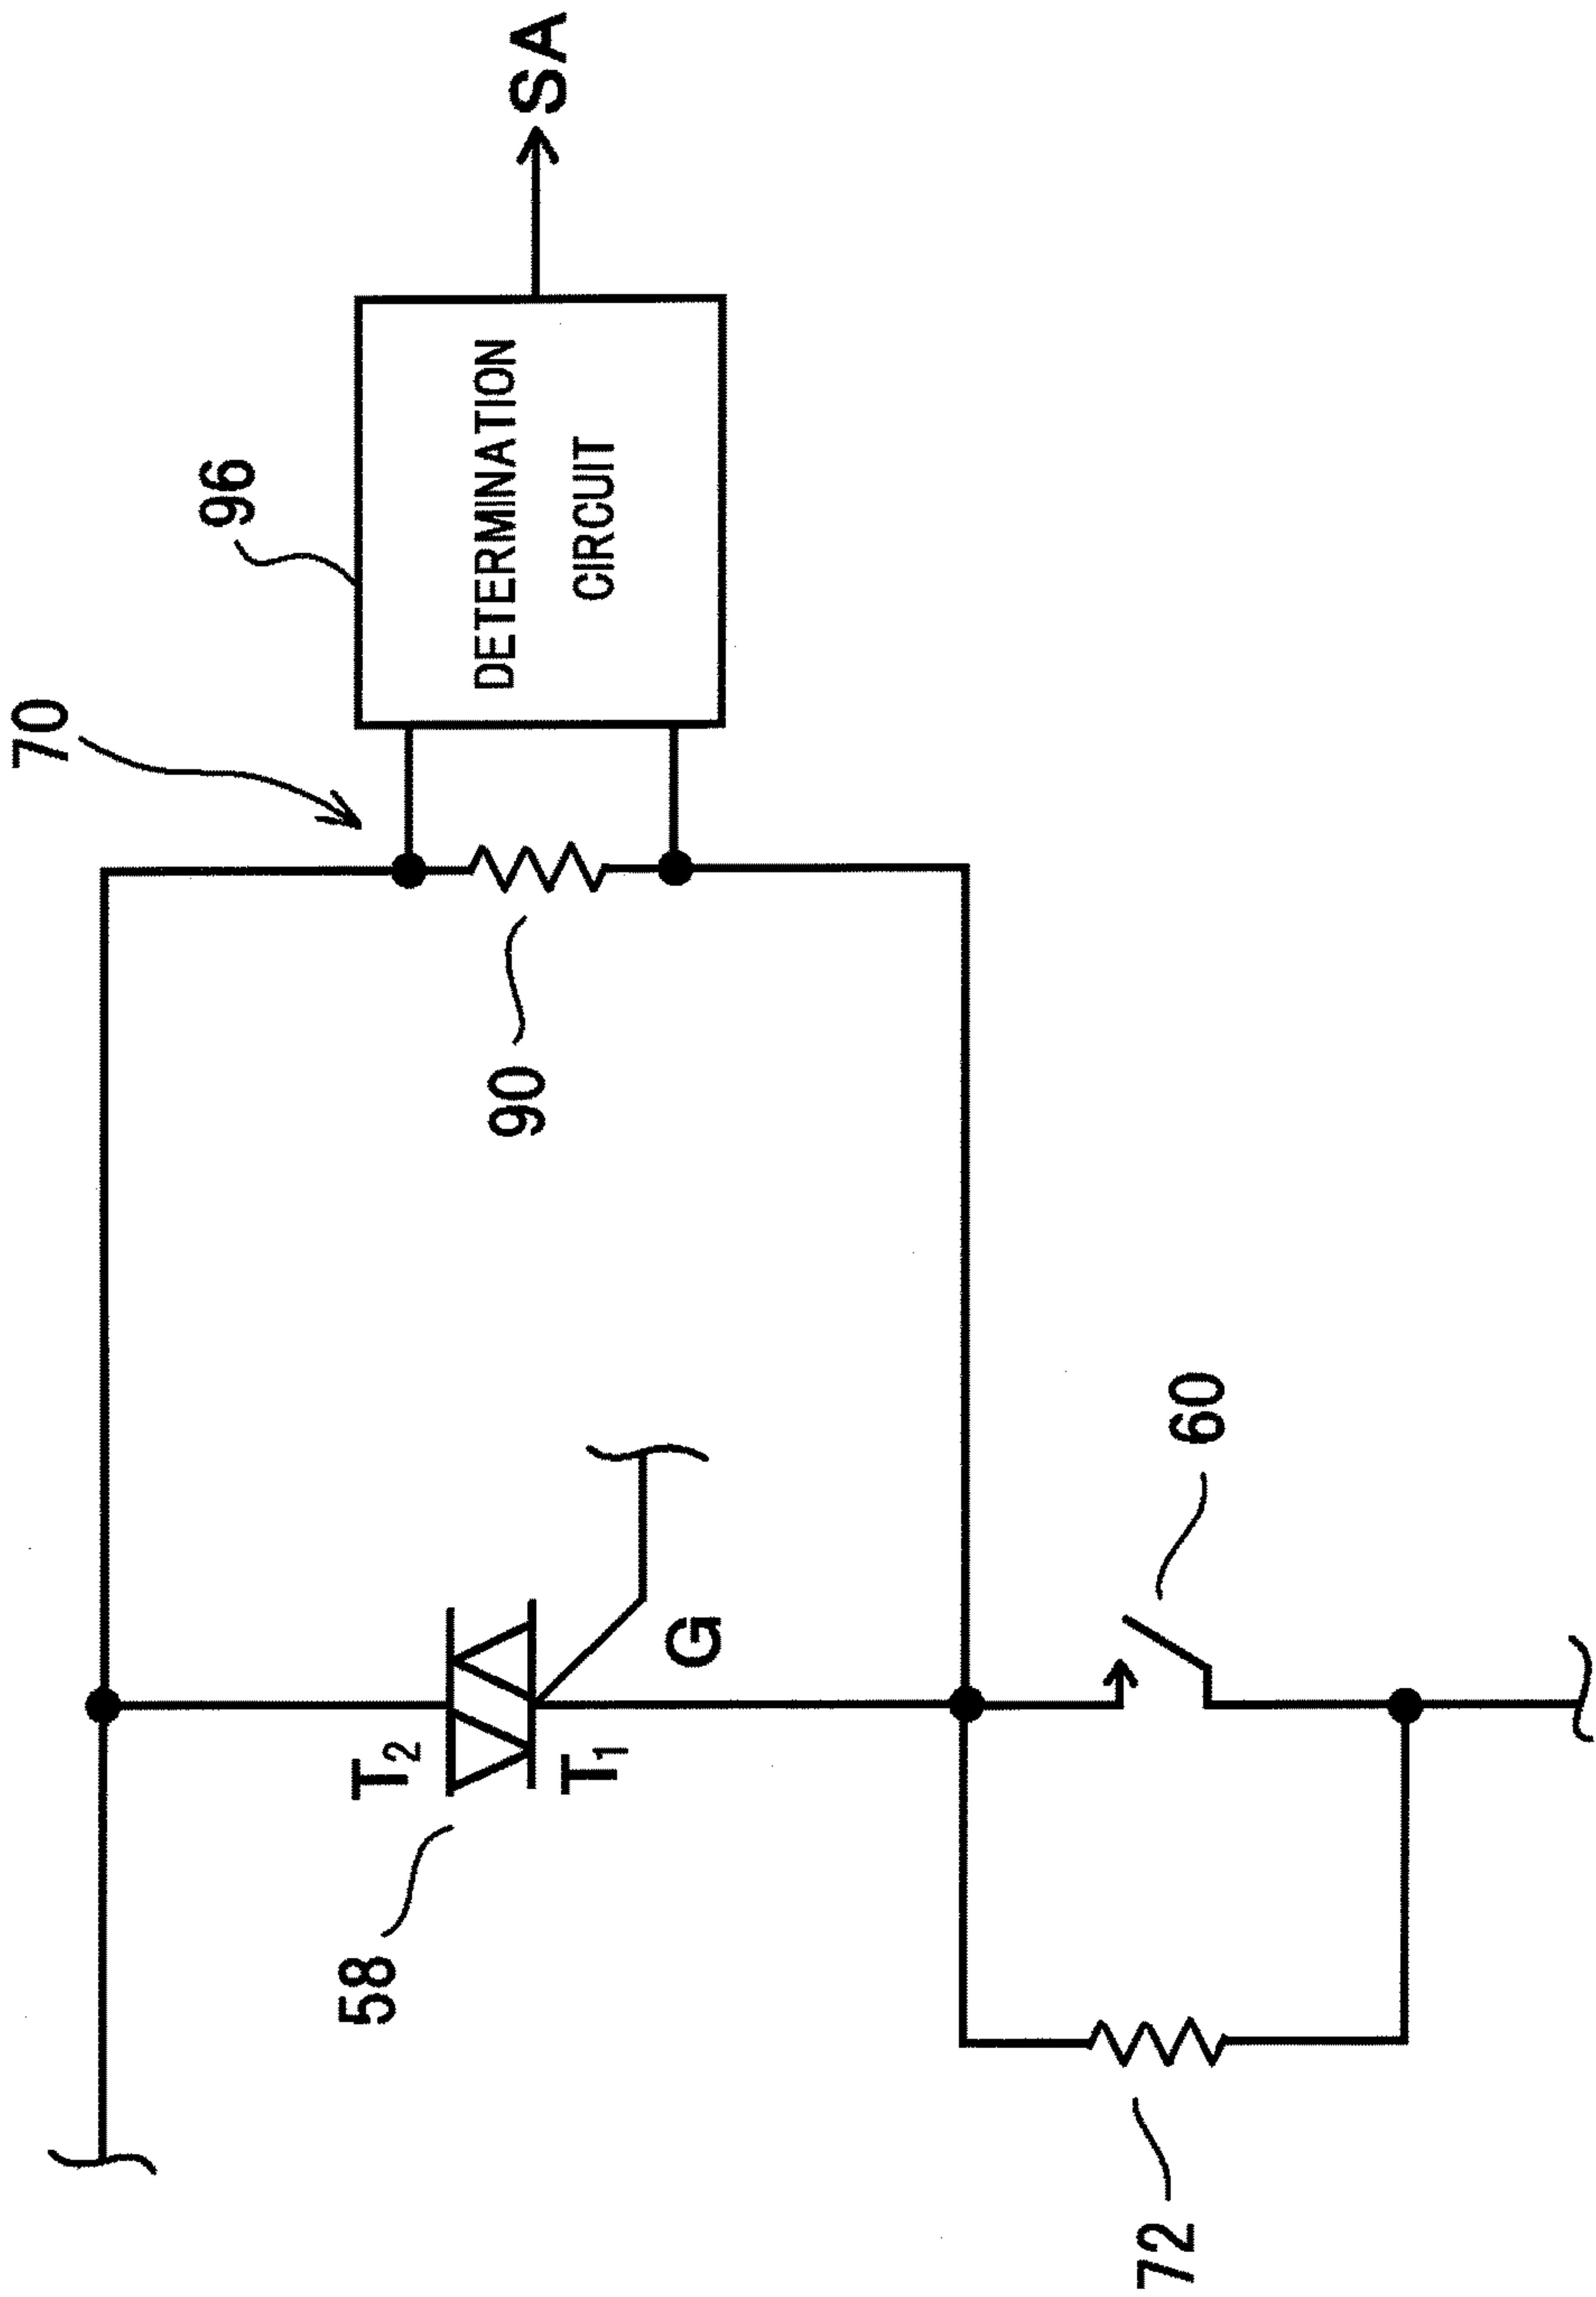 70
96
DETERMINATION
CIRCUIT
SA
90
T2
T1
G
58
60
72